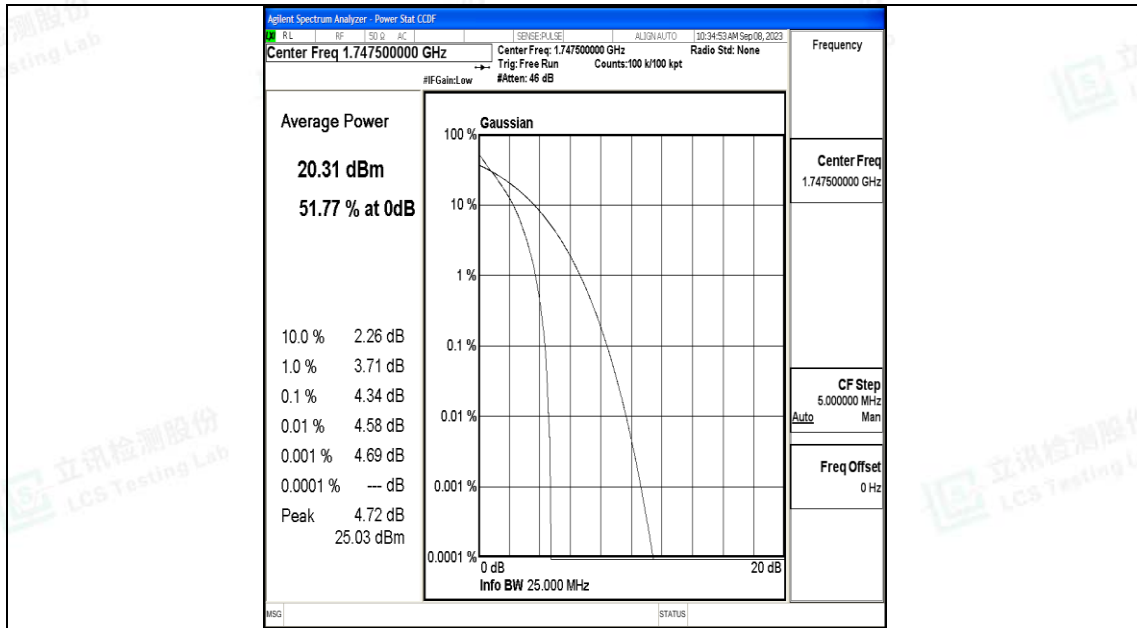 Agilent Spectrum Analyzer - Power Stat CCDF
RL RF 50 Ω AC SENSE:PULSE ALIGN AUTO 10:34:53 AM Sep 08, 2023
Center Freq 1.747500000 GHz
Center Freq: 1.747500000 GHz Radio Std: None
Trig: Free Run Counts:100 k/100 kpt
#IFGain:Low #Atten: 46 dB
Average Power
20.31 dBm
51.77 % at 0dB
10.0 % 2.26 dB
1.0 % 3.71 dB
0.1 % 4.34 dB
0.01 % 4.58 dB
0.001 % 4.69 dB
0.0001 % --- dB
Peak 4.72 dB
25.03 dBm
Gaussian
100 %
10 %
1 %
0.1 %
0.01 %
0.001 %
0.0001 %
0 dB 20 dB
Info BW 25.000 MHz
Frequency
Center Freq
1.747500000 GHz
CF Step
5.000000 MHz
Auto Man
Freq Offset
0 Hz
MSG STATUS
立讯检测股份
LCS Testing Lab